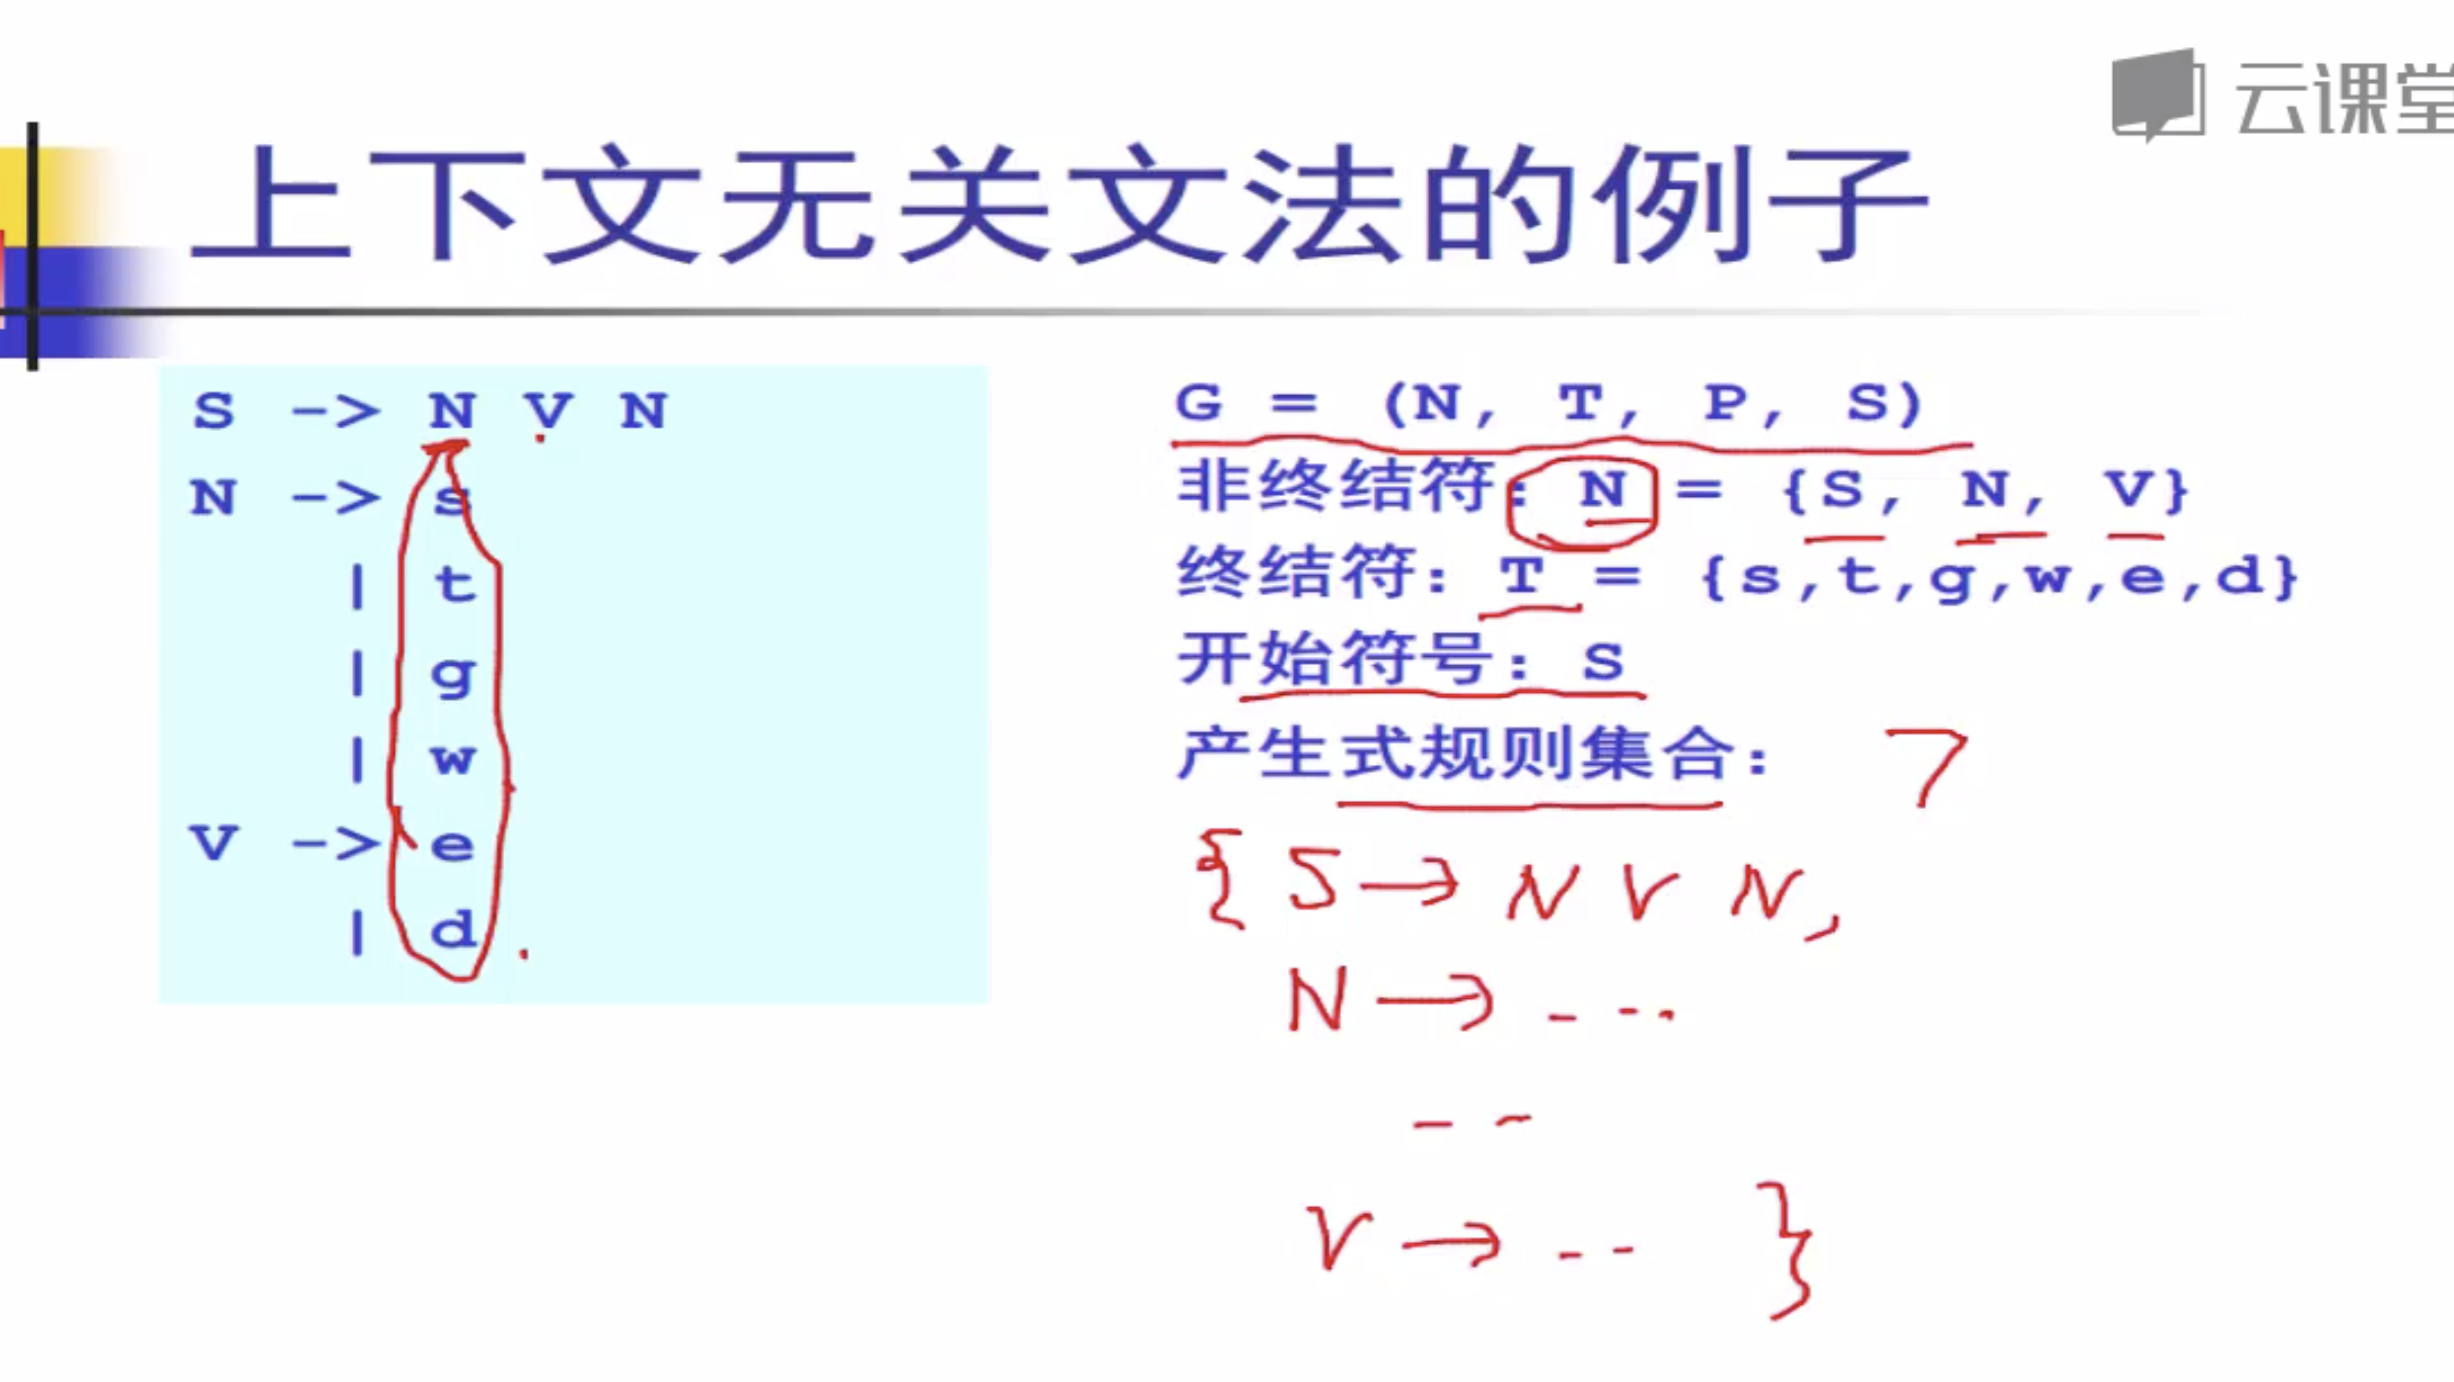 云课堂
上下文无关文法的例子
S -> N V N
N -> s
| t
| g
| w
V -> e
| d
G = (N, T, P, S)
非终结符: N = {S, N, V}
终结符: T = {s,t,g,w,e,d}
开始符号: S
产生式规则集合: 7
{ S → N V N,
N → - - -
- -
V → - - }